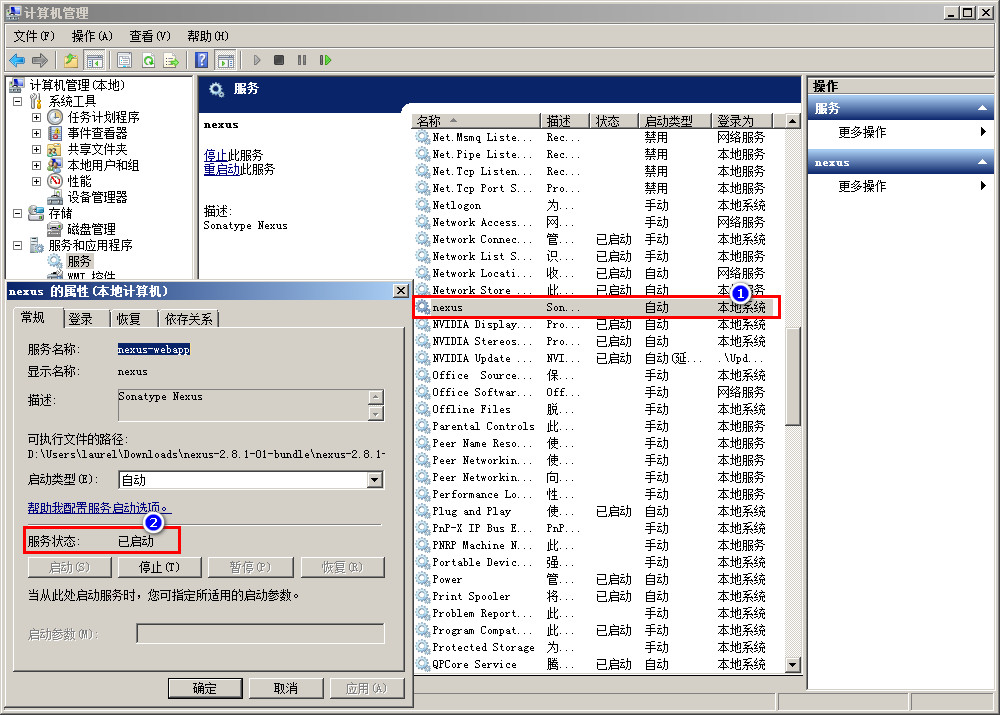 计算机管理
文件(F) 操作(A) 查看(V) 帮助(H)
计算机管理(本地)
系统工具
任务计划程序
事件查看器
共享文件夹
本地用户和组
性能
设备管理器
存储
磁盘管理
服务和应用程序
服务
WMI 控件
服务
nexus
停止此服务
重启动此服务
描述:
Sonatype Nexus
名称 描述 状态 启动类型 登录为
Net.Msmq Liste... Rec... 禁用 网络服务
Net.Pipe Liste... Rec... 禁用 本地服务
Net.Tcp Listen... Rec... 禁用 本地服务
Net.Tcp Port S... Pro... 禁用 本地服务
Netlogon 为... 手动 本地系统
Network Access... 网... 手动 网络服务
Network Connec... 管... 已启动 手动 本地系统
Network List S... 识... 已启动 手动 本地服务
Network Locati... 收... 已启动 自动 网络服务
Network Store ... 此... 已启动 自动 本地服务
1
nexus Son... 自动 本地系统
NVIDIA Display... Pro... 已启动 自动 本地系统
NVIDIA Stereos... Pro... 已启动 自动 本地系统
NVIDIA Update ... NVI... 已启动 自动(延... .\Upd...
Office  Source... 保... 手动 本地系统
Office Softwar... Off... 手动 网络服务
Offline Files 脱... 手动 本地系统
Parental Controls 此... 手动 本地服务
Peer Name Reso... 使... 手动 本地服务
Peer Networkin... 使... 手动 本地服务
Peer Networkin... 向... 手动 本地服务
Performance Lo... 性... 手动 本地服务
Plug and Play 使... 已启动 自动 本地系统
PnP-X IP Bus E... PnP... 手动 本地系统
PNRP Machine N... 此... 手动 本地服务
Portable Devic... 强... 手动 本地系统
Power 管... 已启动 自动 本地系统
Print Spooler 将... 已启动 自动 本地系统
Problem Report... 此... 手动 本地系统
Program Compat... 此... 已启动 手动 本地系统
Protected Storage 为... 手动 本地系统
QPCore Service 腾... 已启动 自动 本地系统
操作
服务
更多操作
nexus
更多操作
nexus 的属性(本地计算机)
常规 登录 恢复 依存关系
服务名称: nexus-webapp
显示名称: nexus
描述: Sonatype Nexus
可执行文件的路径:
D:\Users\laurel\Downloads\nexus-2.8.1-01-bundle\nexus-2.8.1-
启动类型(E): 自动
帮助我配置服务启动选项。
2
服务状态: 已启动
启动(S) 停止(T) 暂停(P) 恢复(R)
当从此处启动服务时，您可指定所适用的启动参数。
启动参数(M):
确定 取消 应用(A)